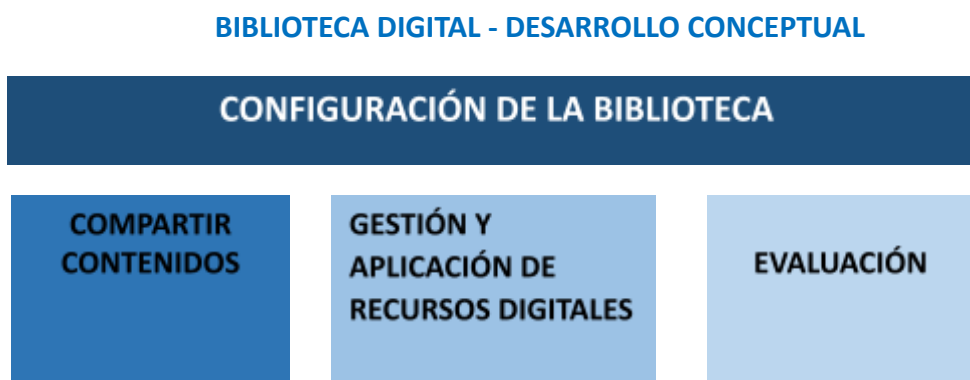 BIBLIOTECA DIGITAL - DESARROLLO CONCEPTUAL
CONFIGURACIÓN DE LA BIBLIOTECA
COMPARTIR
CONTENIDOS
GESTIÓN Y
APLICACIÓN DE
RECURSOS DIGITALES
EVALUACIÓN